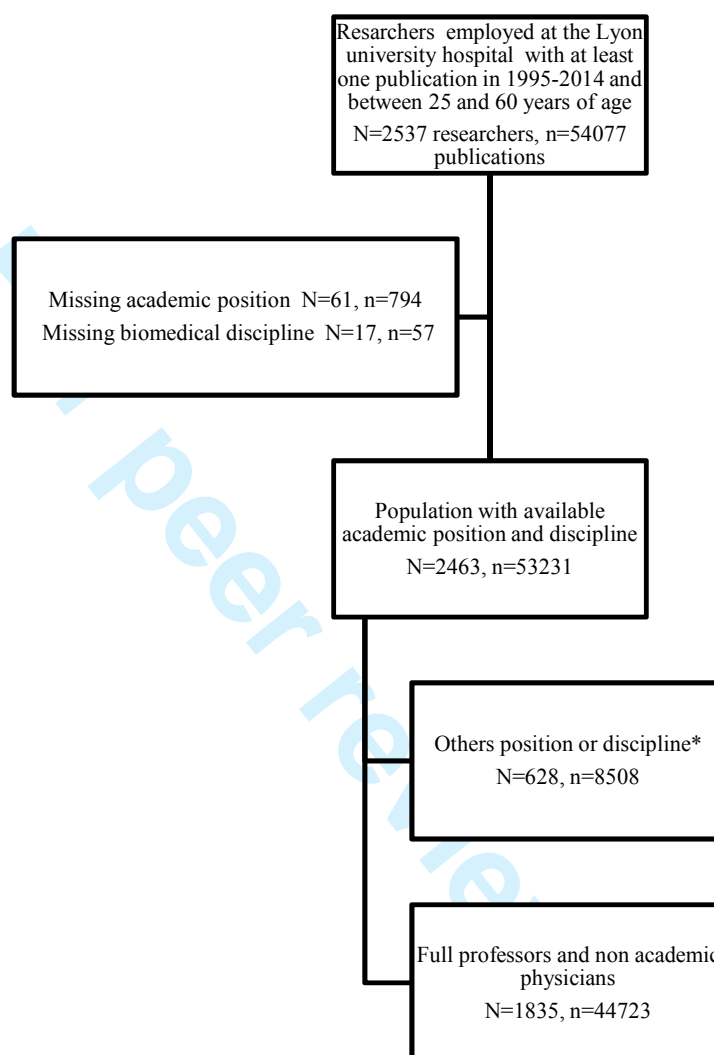 Resarchers employed at the Lyon
university hospital with at least
one publication in 1995-2014 and
between 25 and 60 years of age
N=2537 researchers, n=54077
publications
Missing academic position N=61, n=794
Missing biomedical discipline N=17, n=57
Population with available
academic position and discipline
N=2463, n=53231
Others position or discipline*
N=628, n=8508
Full professors and non academic
physicians
N=1835, n=44723
peer review